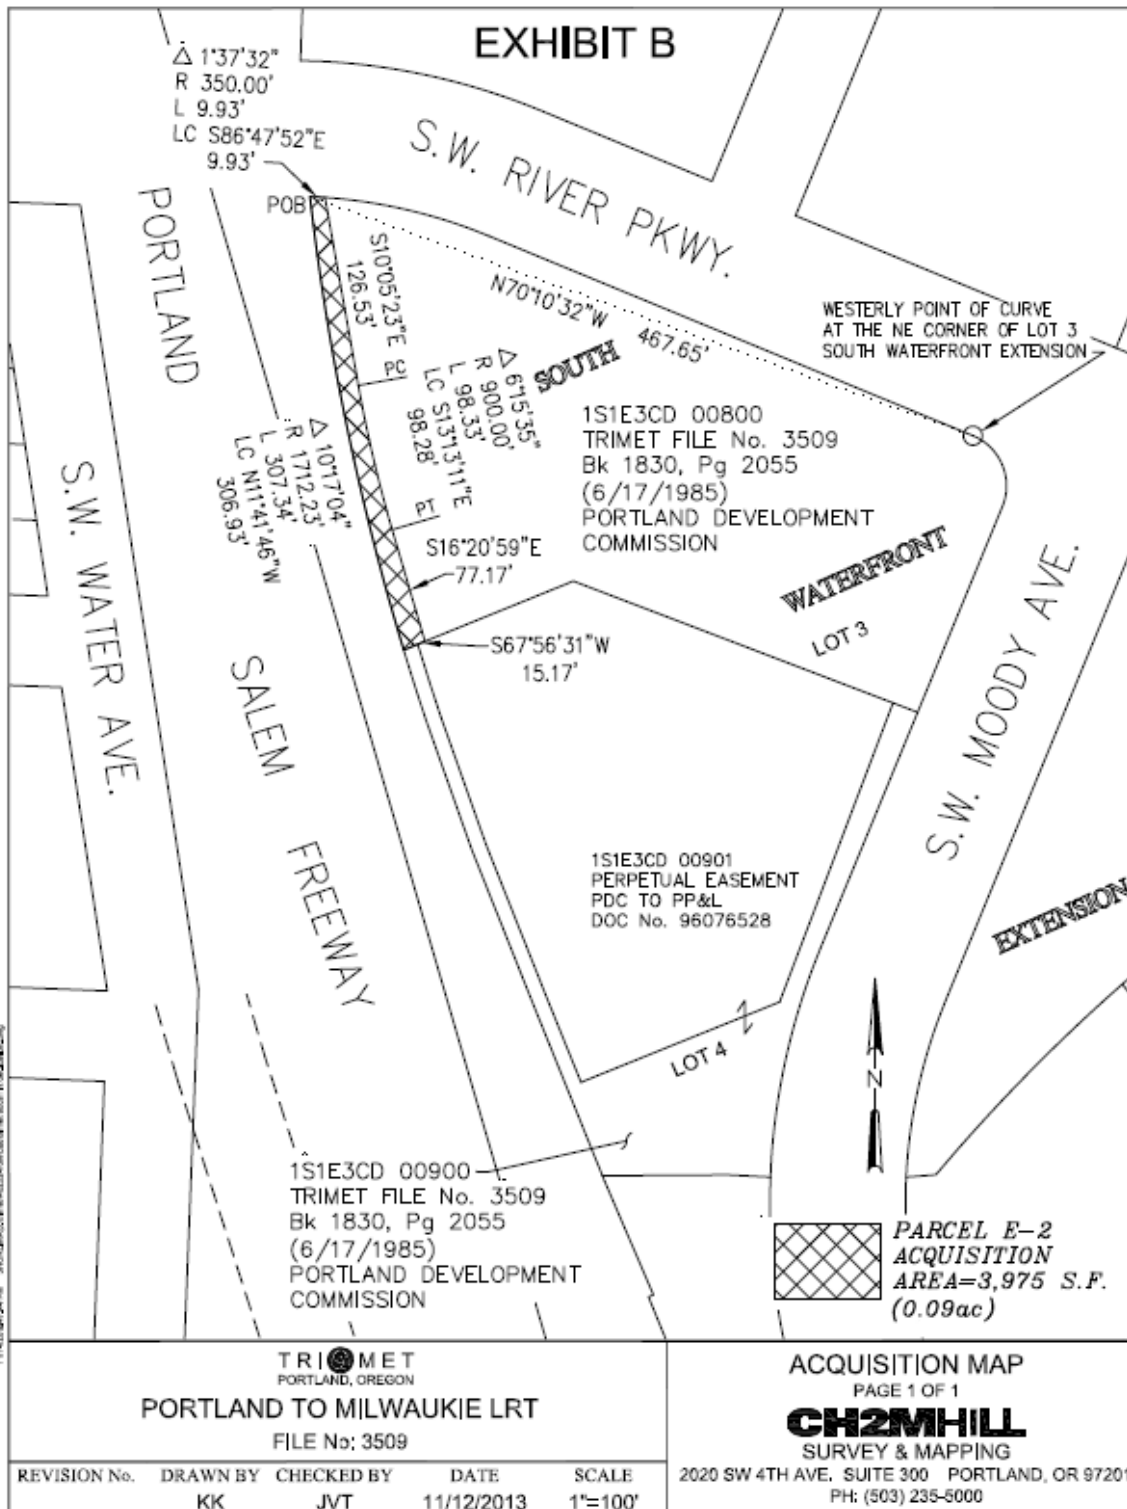 EXHIBIT B
Δ 1°37'32"
R 350.00'
L 9.93'
LC S86°47'52"E
9.93'
POB
S.W. RIVER PKWY.
PORTLAND
S10°05'23"E
126.53'
PC
N70°10'32"W 467.65'
WESTERLY POINT OF CURVE
AT THE NE CORNER OF LOT 3
SOUTH WATERFRONT EXTENSION
SOUTH
Δ 6°15'35"
R 900.00'
L 98.33'
LC S13°13'11"E
98.28'
PT
1S1E3CD 00800
TRIMET FILE No. 3509
Bk 1830, Pg 2055
(6/17/1985)
PORTLAND DEVELOPMENT
COMMISSION
Δ 10°17'04"
R 1712.23'
L 307.34'
LC N11°41'46"W
306.93'
S.W. WATER AVE.
S16°20'59"E
77.17'
WATERFRONT
LOT 3
S67°56'31"W
15.17'
SALEM
S.W. MOODY AVE.
FREEWAY
1S1E3CD 00901
PERPETUAL EASEMENT
PDC TO PP&L
DOC No. 96076528
EXTENSION
LOT 4
N
1S1E3CD 00900
TRIMET FILE No. 3509
Bk 1830, Pg 2055
(6/17/1985)
PORTLAND DEVELOPMENT
COMMISSION
PARCEL E-2
ACQUISITION
AREA=3,975 S.F.
(0.09ac)
TRI MET
PORTLAND, OREGON
PORTLAND TO MILWAUKIE LRT
FILE No: 3509
REVISION No. DRAWN BY CHECKED BY DATE SCALE
KK JVT 11/12/2013 1"=100'
ACQUISITION MAP
PAGE 1 OF 1
CH2MHILL
SURVEY & MAPPING
2020 SW 4TH AVE. SUITE 300 PORTLAND, OR 97201
PH: (503) 235-5000